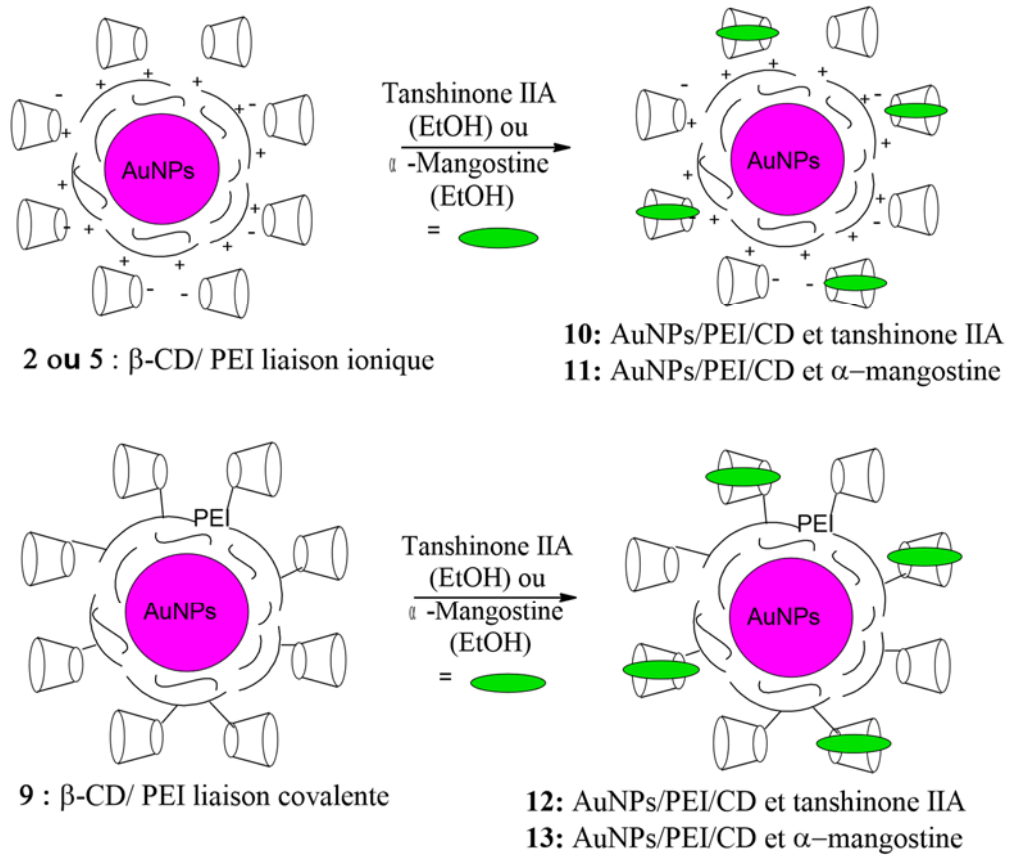 AuNPs
Tanshinone IIA
(EtOH) ou
α -Mangostine
(EtOH)
=
AuNPs
2 ou 5 : β-CD/ PEI liaison ionique
10: AuNPs/PEI/CD et tanshinone IIA
11: AuNPs/PEI/CD et α−mangostine
PEI
AuNPs
Tanshinone IIA
(EtOH) ou
α -Mangostine
(EtOH)
=
PEI
AuNPs
9 : β-CD/ PEI liaison covalente
12: AuNPs/PEI/CD et tanshinone IIA
13: AuNPs/PEI/CD et α−mangostine